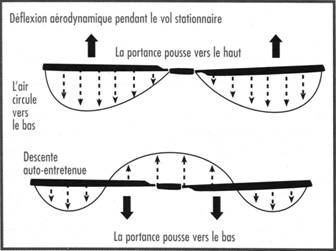 Déflexion aérodynamique pendant le vol stationnaire
La portance pousse vers le haut
L'air
circule
vers
le bas
Descente
auto-entretenue
La portance pousse vers le bas